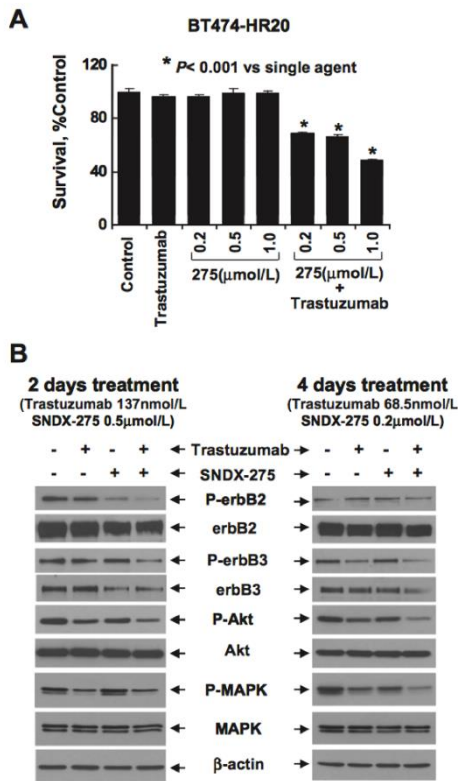 A
BT474-HR20
* P< 0.001 vs single agent
Survival, %Control
120
80
40
0
* * *
Control
Trastuzumab
0.2
0.5
1.0
0.2
0.5
1.0
275(μmol/L)
275(μmol/L)
+
Trastuzumab
B
2 days treatment
(Trastuzumab 137nmol/L
SNDX-275 0.5μmol/L)
4 days treatment
(Trastuzumab 68.5nmol/L
SNDX-275 0.2μmol/L)
- + - + ← Trastuzumab → - + - +
- - + + ← SNDX-275 → - - + +
← P-erbB2 →
← erbB2 →
← P-erbB3 →
← erbB3 →
← P-Akt →
← Akt →
← P-MAPK →
← MAPK →
← β-actin →